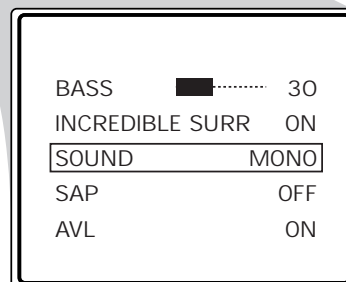 BASS 30
INCREDIBLE SURR ON
SOUND MONO
SAP OFF
AVL ON